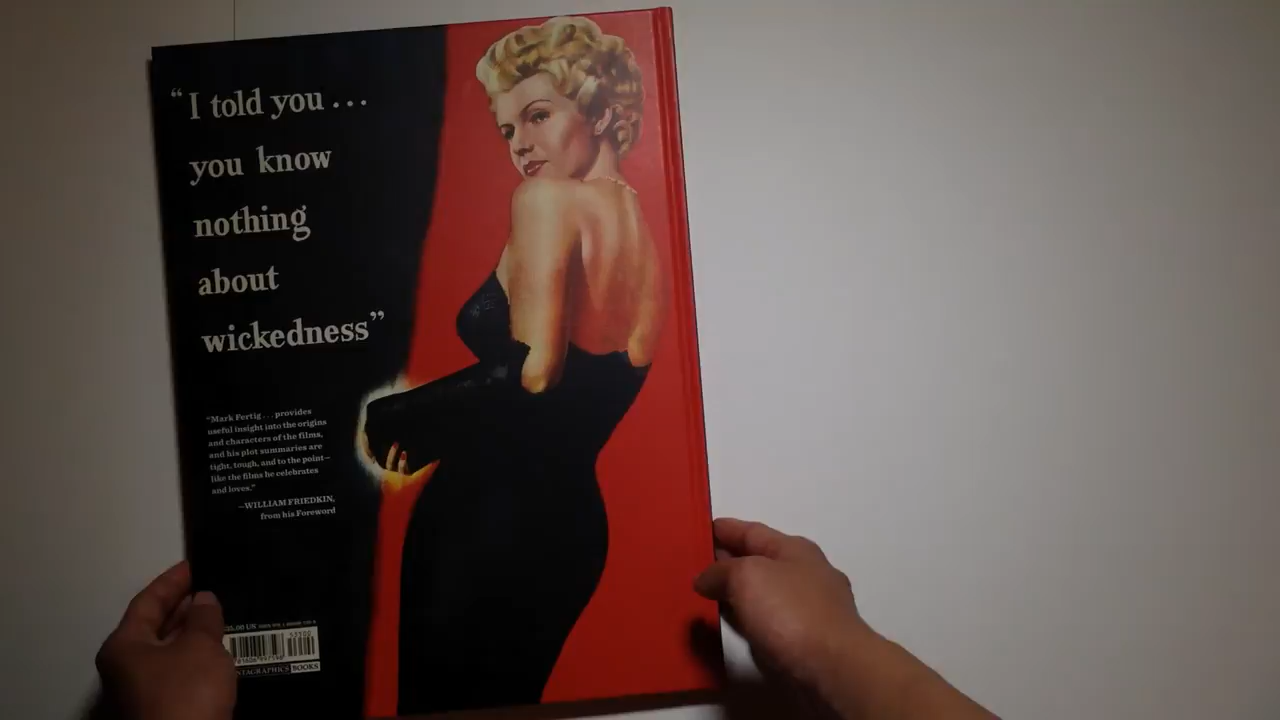 “I told you...
you know
nothing
about
wickedness”
“Mark Fertig...provides
useful insight into the origins
and characters of the films,
and his plot summaries are
tight, tough, and to the point—
like the films he celebrates
and loves.”
—WILLIAM FRIEDKIN,
from his Foreword
US
BOOKS